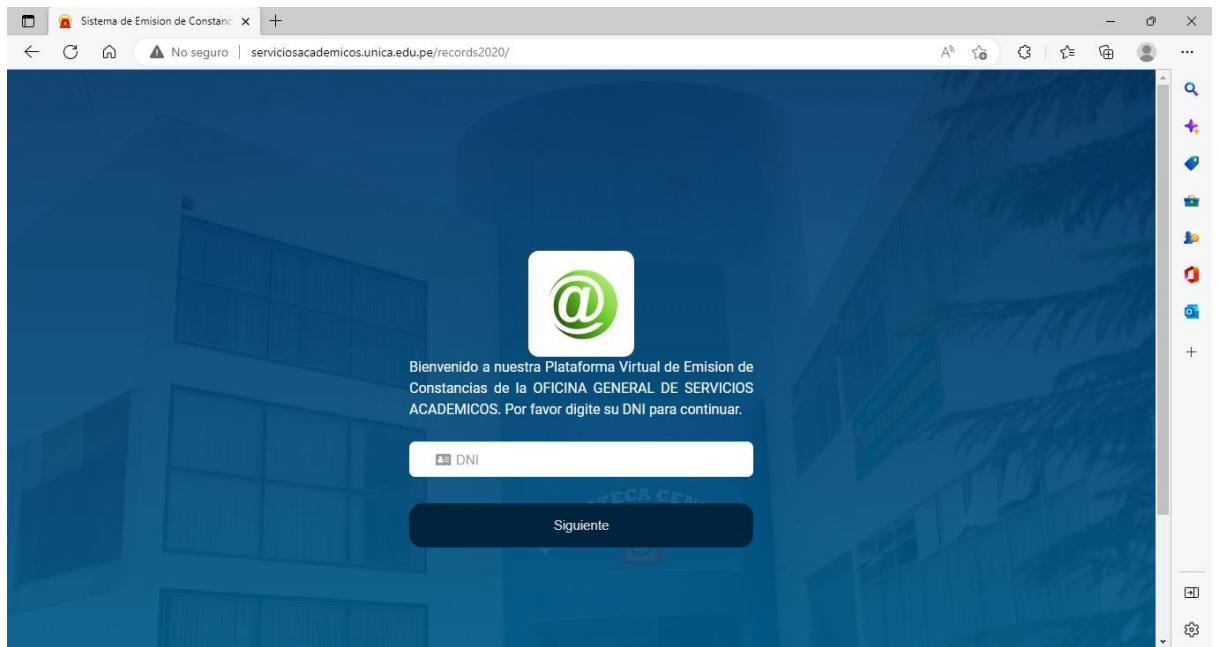 Sistema de Emision de Constanc
No seguro | serviciosacademicos.unica.edu.pe/records2020/
@
Bienvenido a nuestra Plataforma Virtual de Emision de
Constancias de la OFICINA GENERAL DE SERVICIOS
ACADEMICOS. Por favor digite su DNI para continuar.
DNI
Siguiente